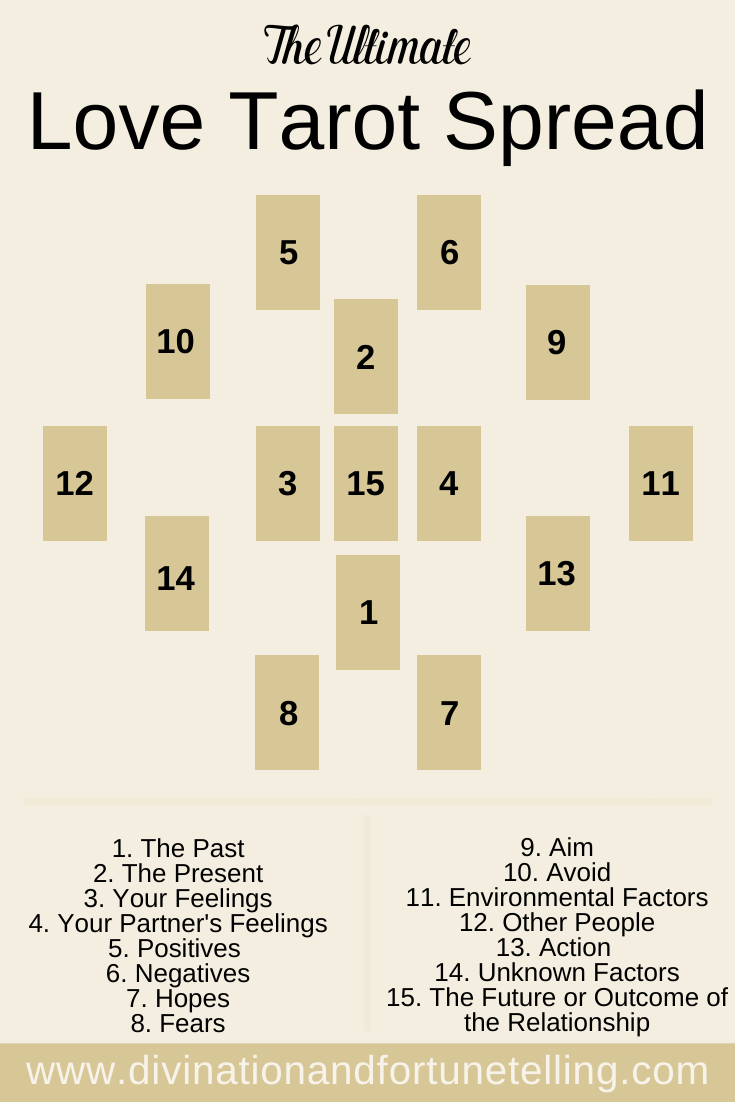 The Ultimate
Love Tarot Spread
5 6
10 9
2
12 3 15 4 11
14 13
1
8 7
1. The Past
2. The Present
3. Your Feelings
4. Your Partner's Feelings
5. Positives
6. Negatives
7. Hopes
8. Fears
9. Aim
10. Avoid
11. Environmental Factors
12. Other People
13. Action
14. Unknown Factors
15. The Future or Outcome of
the Relationship
www.divinationandfortunetelling.com